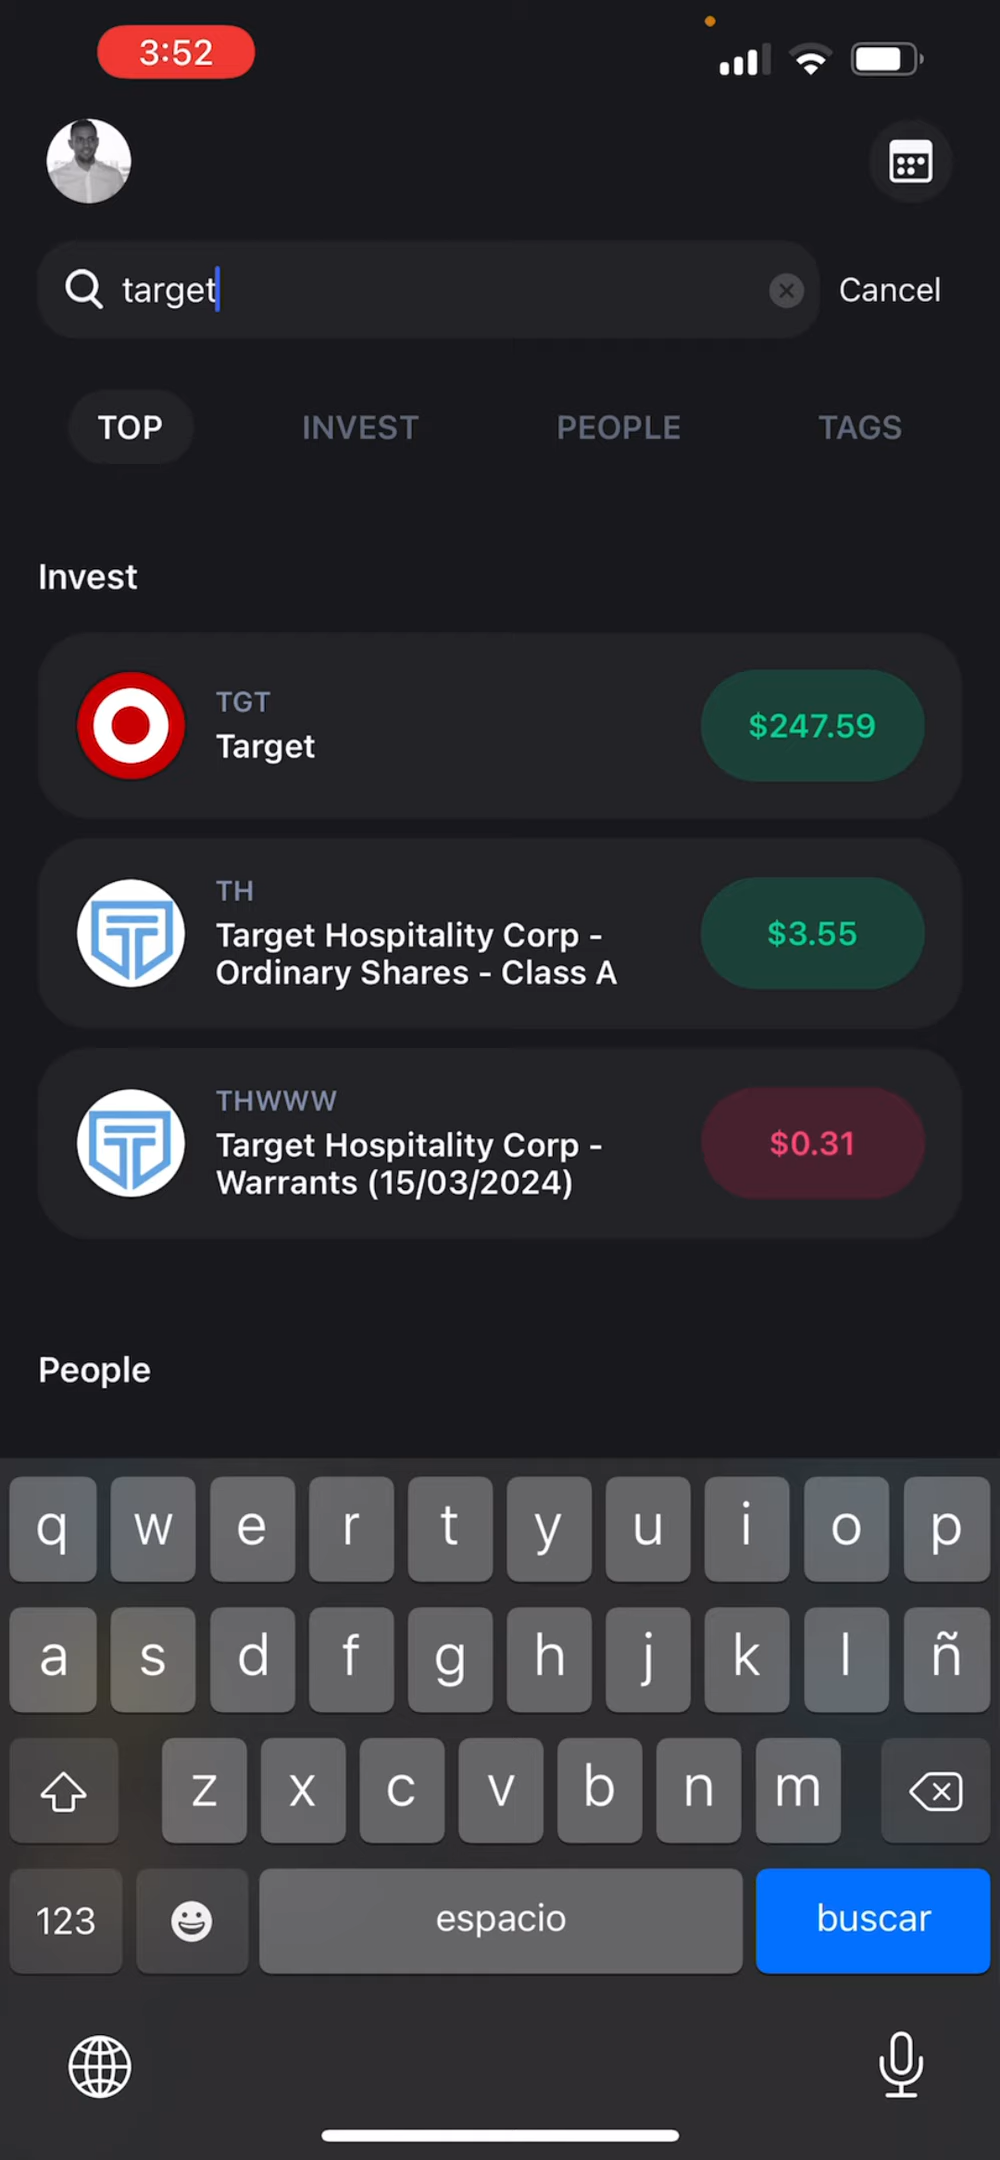 3:52
target
Cancel
TOP
INVEST
PEOPLE
TAGS
Invest
TGT
Target
$247.59
TH
Target Hospitality Corp -
Ordinary Shares - Class A
$3.55
THWWW
Target Hospitality Corp -
Warrants (15/03/2024)
$0.31
People
q w e r t y u i o p
a s d f g h j k l ñ
z x c v b n m
123
espacio
buscar